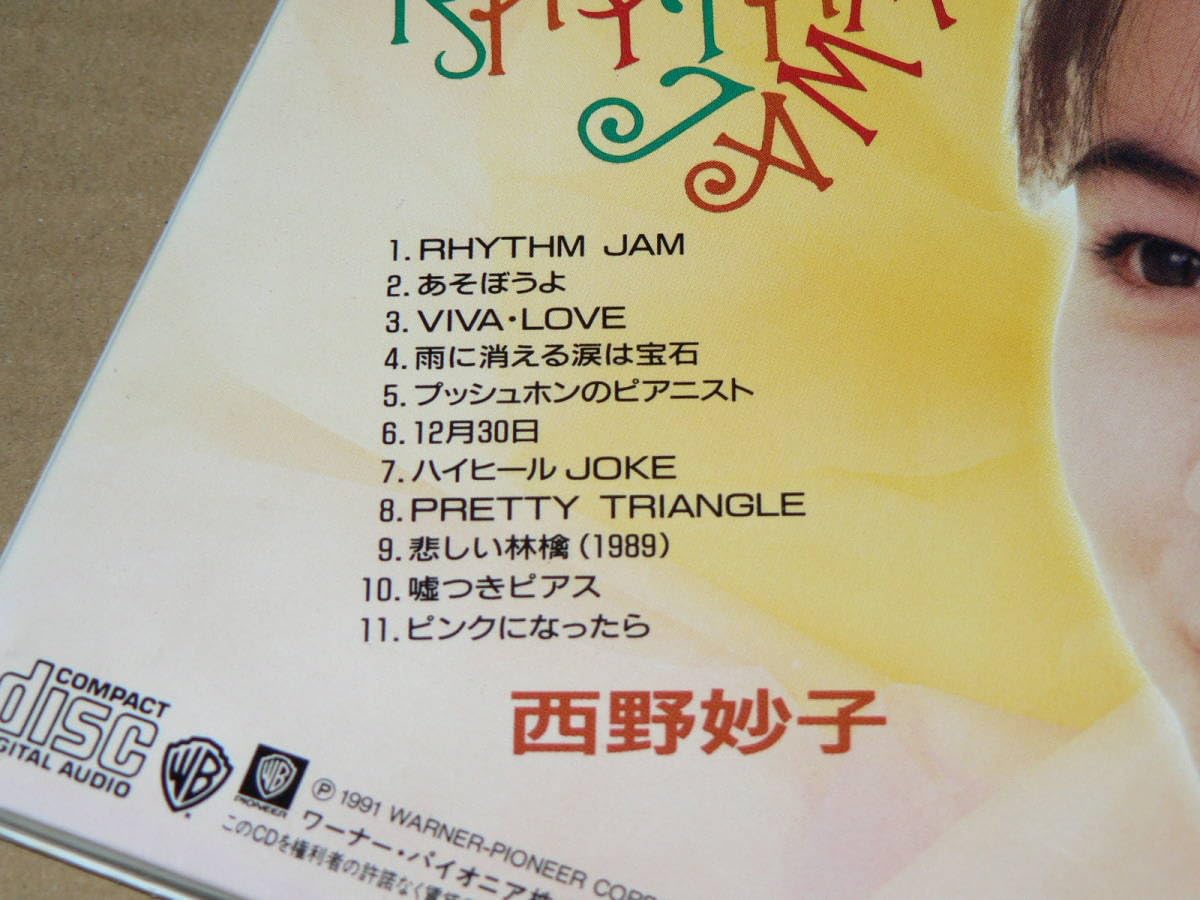 RHYTHM
JAM
1. RHYTHM JAM
2. あそぼうよ
3. VIVA・LOVE
4. 雨に消える涙は宝石
5. プッシュホンのピアニスト
6. 12月30日
7. ハイヒール JOKE
8. PRETTY TRIANGLE
9. 悲しい林檎(1989)
10. 嘘つきピアス
11. ピンクになったら
西野妙子
COMPACT
disc
DIGITAL AUDIO
WB
WB
PIONEER
Ⓟ 1991 WARNER-PIONEER CORP
ワーナー・パイオニア株
このCDを権利者の許諾なく賃貸